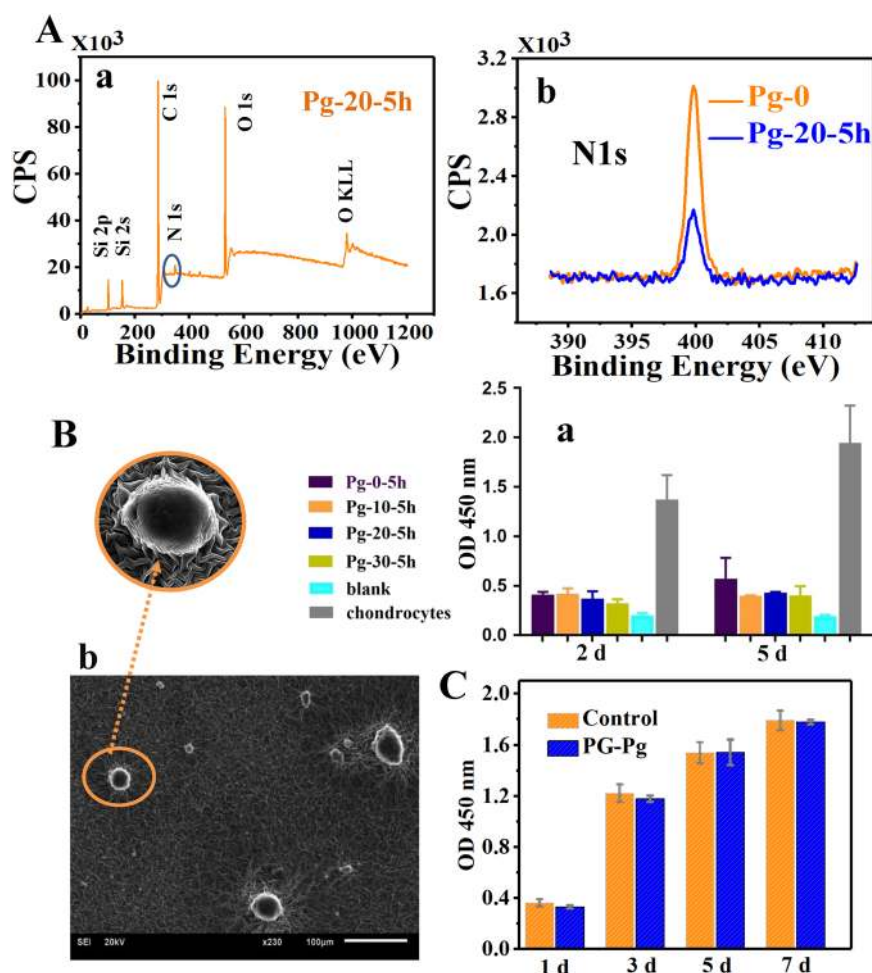 A
X10³
a
Pg-20-5h
100
80
60
40
20
0
CPS
Si 2p
Si 2s
C 1s
N 1s
O 1s
O KLL
0 200 400 600 800 1000 1200
Binding Energy (eV)
X10³
b
Pg-0
Pg-20-5h
N1s
3.2
2.8
2.4
2.0
1.6
CPS
390 395 400 405 410
Binding Energy (eV)
B
Pg-0-5h
Pg-10-5h
Pg-20-5h
Pg-30-5h
blank
chondrocytes
a
2.5
2.0
1.5
1.0
0.5
0.0
OD 450 nm
2 d 5 d
b
SEI 20kV x230 100μm
C
Control
PG-Pg
1.8
1.6
1.2
0.4
0.0
OD 450 nm
1 d 3 d 5 d 7 d